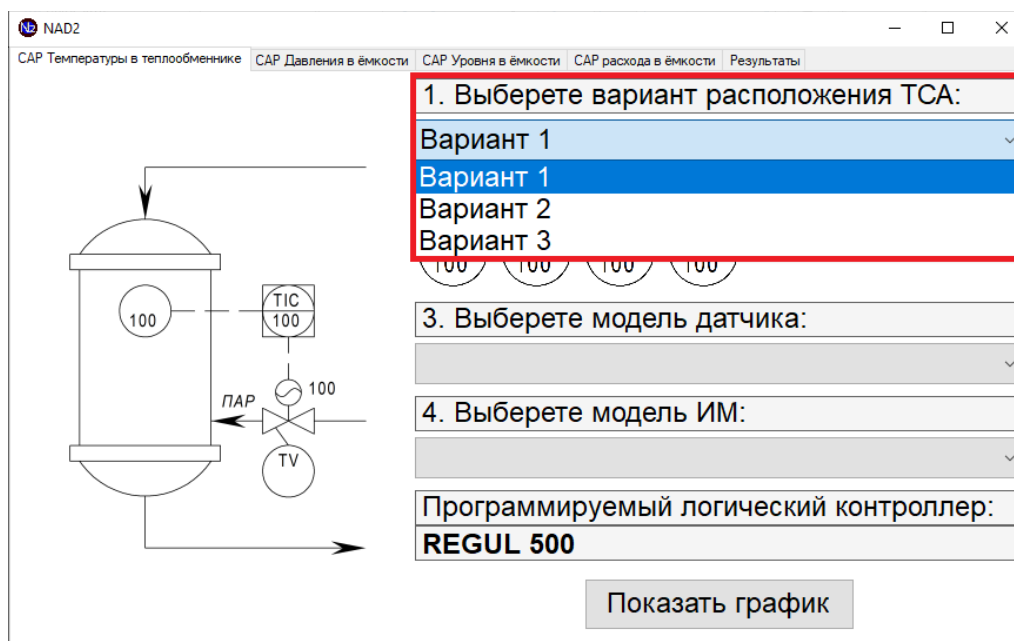 NAD2
САР Температуры в теплообменнике САР Давления в ёмкости САР Уровня в ёмкости САР расхода в ёмкости Результаты
1. Выберете вариант расположения ТСА:
Вариант 1
Вариант 1
Вариант 2
Вариант 3
100 100 100 100
100
TIC
100
100
ПАР
TV
3. Выберете модель датчика:
4. Выберете модель ИМ:
Программируемый логический контроллер:
REGUL 500
Показать график